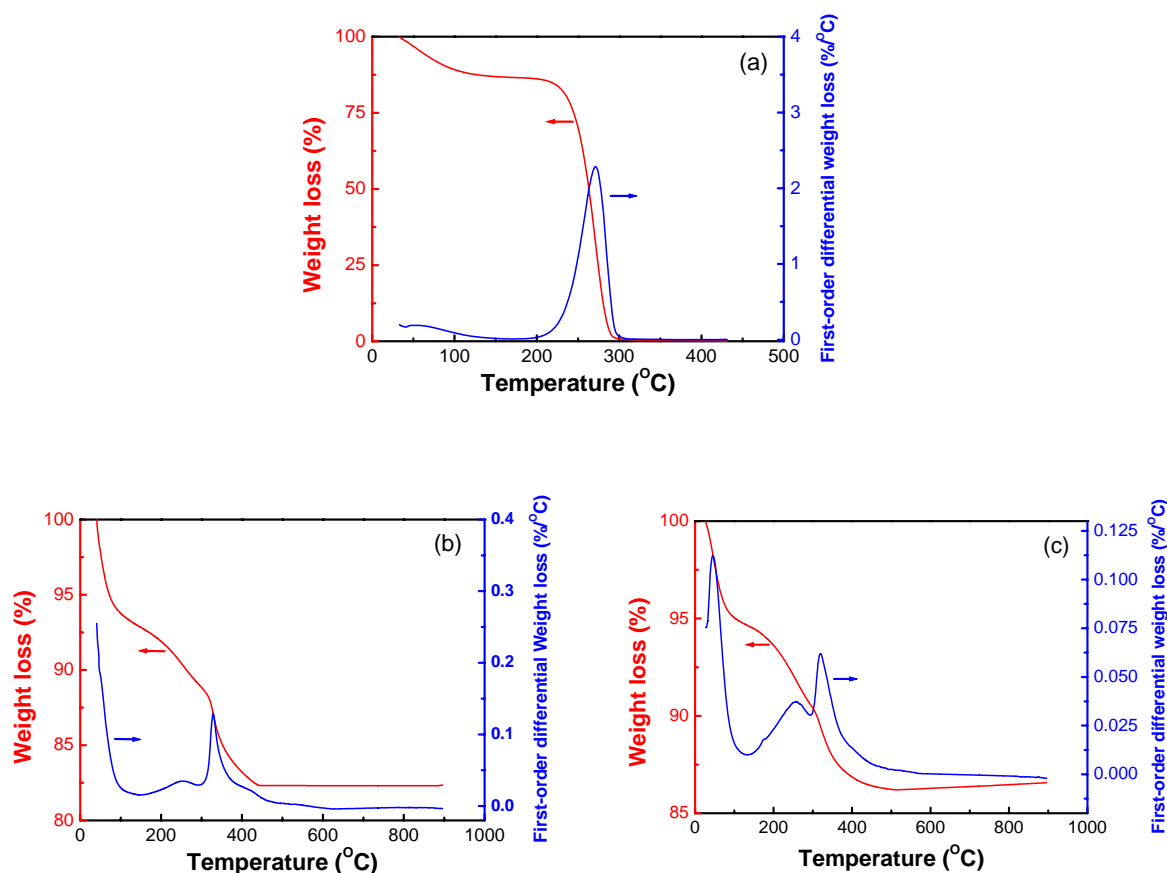 (a)
Weight loss (%)
100
75
50
25
0
First-order differential weight loss (%/°C)
4
3
2
1
0
0 100 200 300 400 500
Temperature (°C)
(b)
Weight loss (%)
100
95
90
85
80
First-order differential Weight loss (%/°C)
0.4
0.3
0.2
0.1
0.0
0 200 400 600 800 1000
Temperature (°C)
(c)
Weight loss (%)
100
95
90
85
First-order differential weight loss (%/°C)
0.125
0.100
0.075
0.050
0.025
0.000
0 200 400 600 800 1000
Temperature (°C)